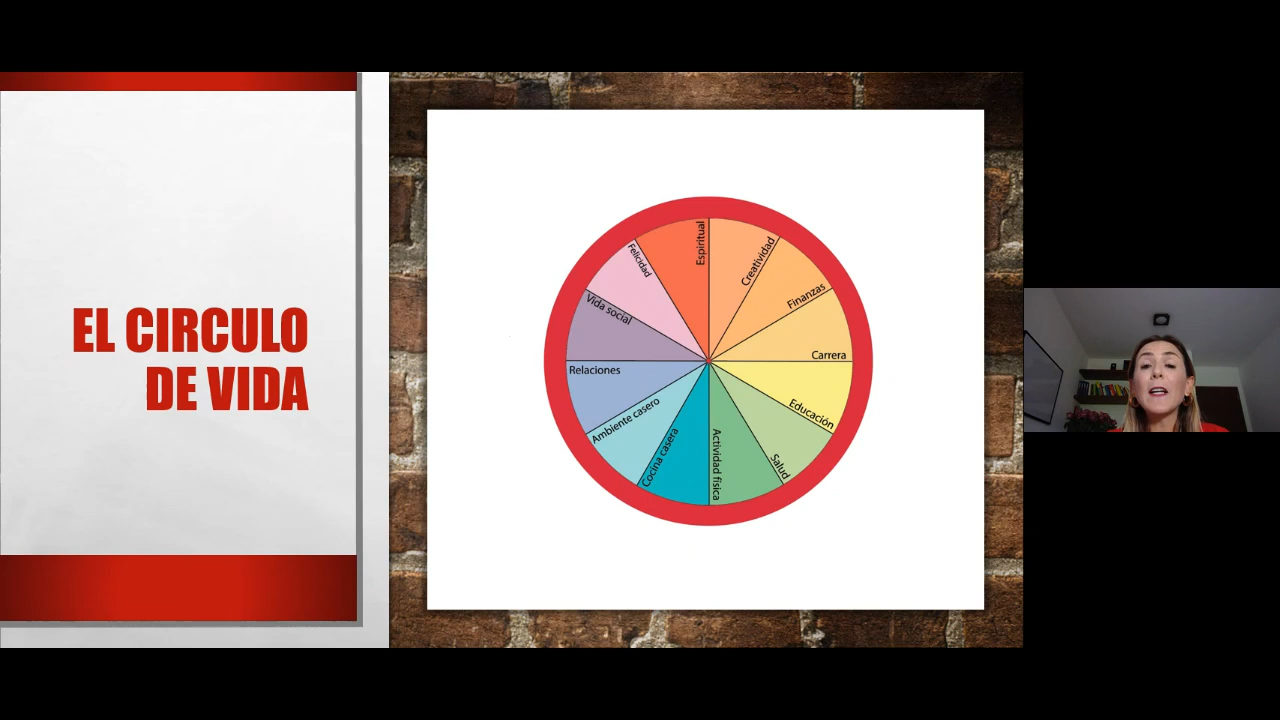 EL CIRCULO
DE VIDA
Espiritual
Creatividad
Finanzas
Carrera
Educación
Salud
Actividad física
Cocina casera
Ambiente casero
Relaciones
Vida social
Felicidad